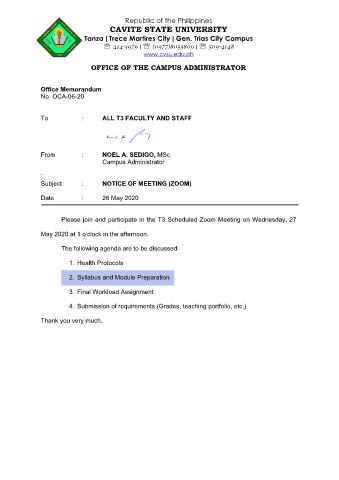 Republic of the Philippines
CAVITE STATE UNIVERSITY
Tanza | Trece Martires City | Gen. Trias City Campus
☏ 414-3979 | ☏ (0977)8033809 | ☏ 509-4148
www.cvsu.edu.ph
OFFICE OF THE CAMPUS ADMINISTRATOR
Office Memorandum
No. OCA-06-20
To : ALL T3 FACULTY AND STAFF
From : NOEL A. SEDIGO, MSc
Campus Administrator
.
Subject : NOTICE OF MEETING (ZOOM)
Date : 26 May 2020
Please join and participate in the T3 Scheduled Zoom Meeting on Wednesday, 27
May 2020 at 1 o'clock in the afternoon.
The following agenda are to be discussed:
1. Health Protocols
2. Syllabus and Module Preparation
3. Final Workload Assignment
4. Submission of requirements (Grades, teaching portfolio, etc.)
Thank you very much.